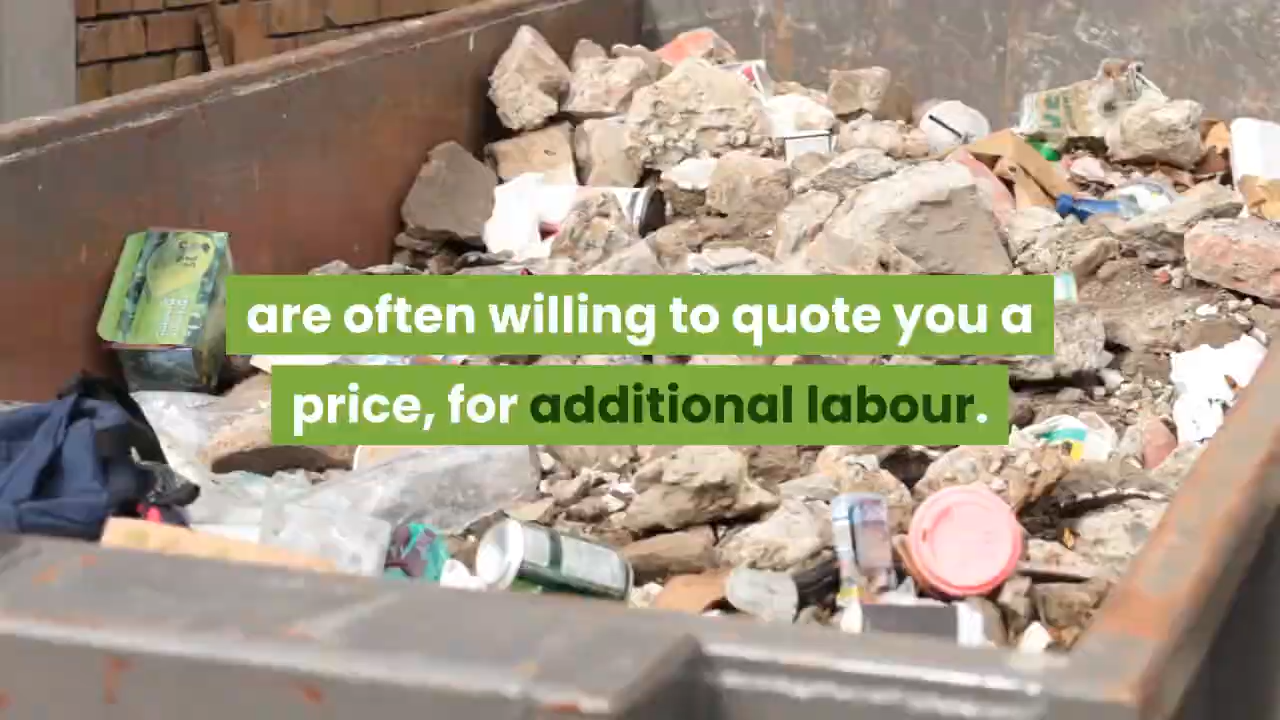 are often willing to quote you a
price, for additional labour.